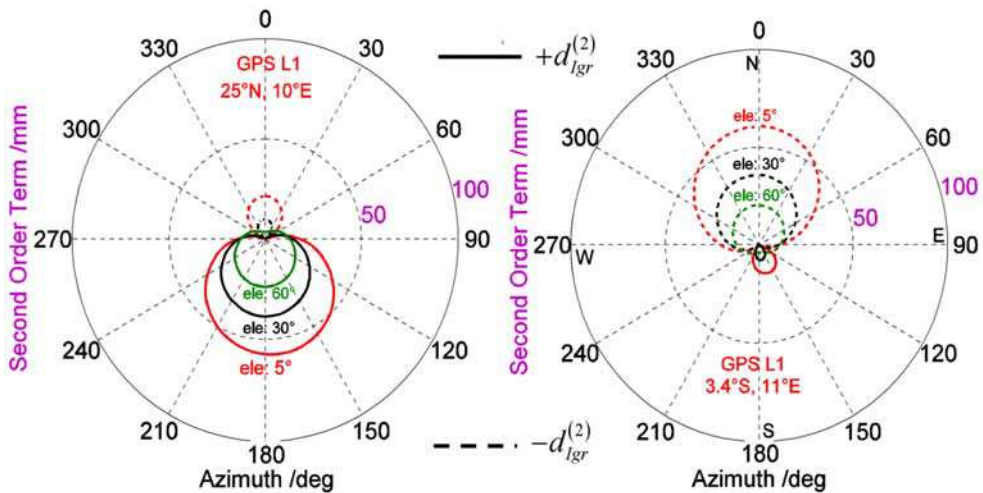 0
330
30
GPS L1
25°N, 10°E
300
60
100
50
270
90
ele: 60°
ele: 30°
ele: 5°
240
120
210
150
180
Azimuth /deg
Second Order Term /mm
+d_{Igr}^{(2)}
−d_{Igr}^{(2)}
0
N
330
30
ele: 5°
300
60
ele: 30°
100
ele: 60°
50
270
W
E
90
240
120
GPS L1
3.4°S, 11°E
210
S
150
180
Azimuth /deg
Second Order Term /mm